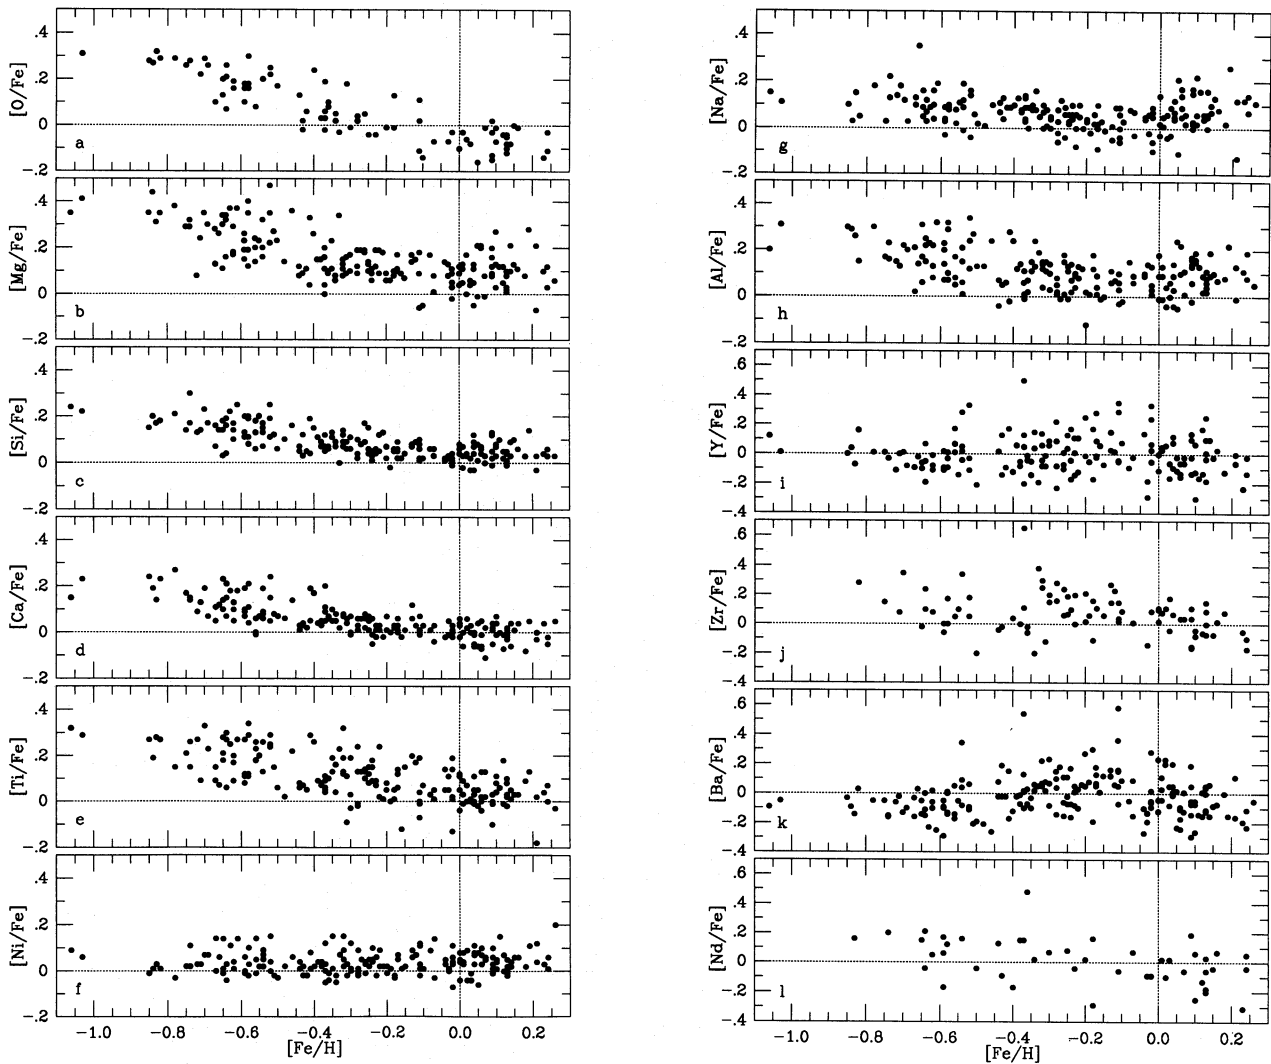 [O/Fe]
.4
.2
0
-.2
a
[Mg/Fe]
.4
.2
0
-.2
b
[Si/Fe]
.4
.2
0
-.2
c
[Ca/Fe]
.4
.2
0
-.2
d
[Ti/Fe]
.4
.2
0
-.2
e
[Ni/Fe]
.4
.2
0
-.2
f
-1.0 -0.8 -0.6 -0.4 -0.2 0.0 0.2
[Fe/H]
[Na/Fe]
.4
.2
0
-.2
g
[Al/Fe]
.4
.2
0
-.2
h
[Y/Fe]
.6
.4
.2
0
-.2
-.4
i
[Zr/Fe]
.6
.4
.2
0
-.2
-.4
j
[Ba/Fe]
.6
.4
.2
0
-.2
-.4
k
[Nd/Fe]
.6
.4
.2
0
-.2
-.4
l
-1.0 -0.8 -0.6 -0.4 -0.2 0.0 0.2
[Fe/H]